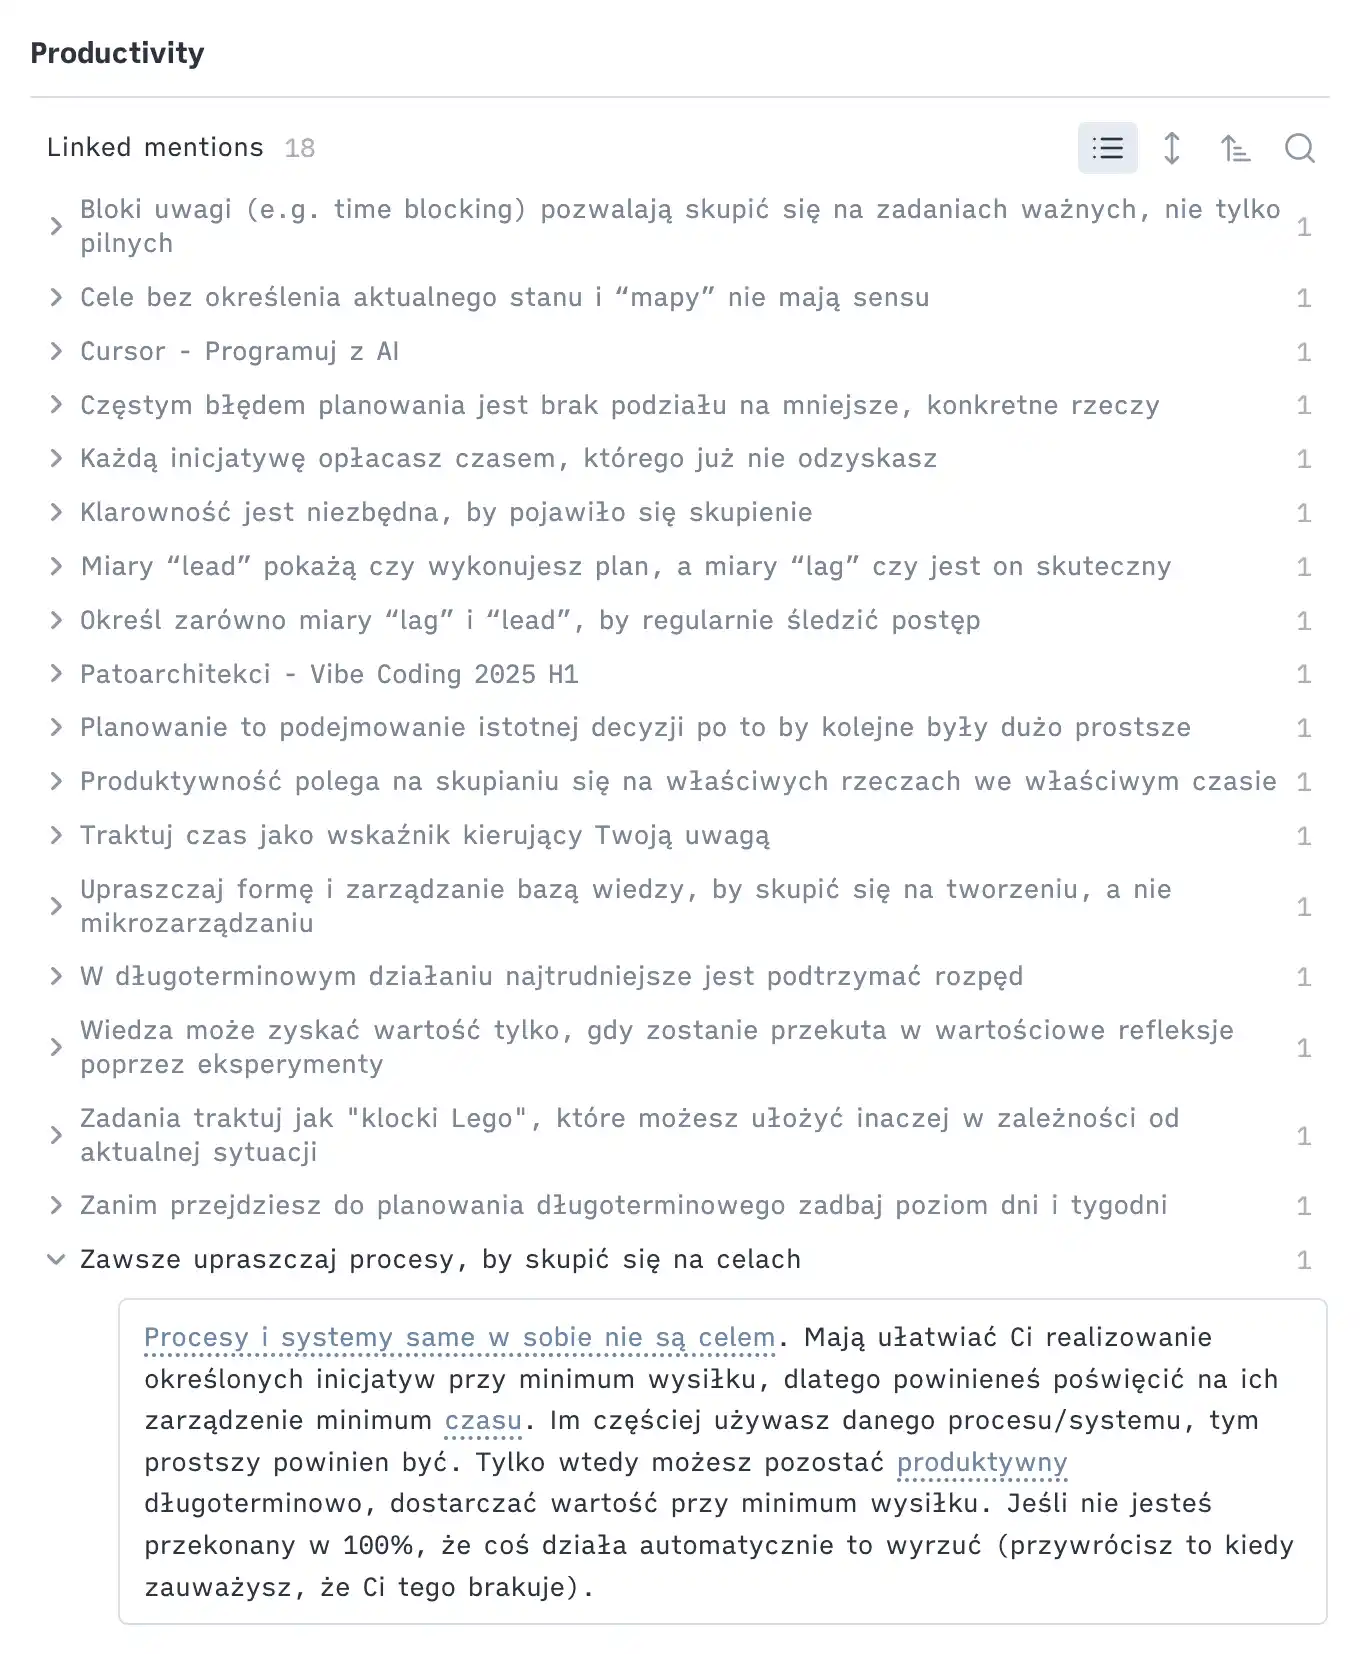 Productivity
Linked mentions 18
Bloki uwagi (e.g. time blocking) pozwalają skupić się na zadaniach ważnych, nie tylko
pilnych
1
Cele bez określenia aktualnego stanu i “mapy” nie mają sensu 1
Cursor - Programuj z AI 1
Częstym błędem planowania jest brak podziału na mniejsze, konkretne rzeczy 1
Każdą inicjatywę opłacasz czasem, którego już nie odzyskasz 1
Klarowność jest niezbędna, by pojawiło się skupienie 1
Miary “lead” pokażą czy wykonujesz plan, a miary “lag” czy jest on skuteczny 1
Określ zarówno miary “lag” i “lead”, by regularnie śledzić postęp 1
Patoarchitekci - Vibe Coding 2025 H1 1
Planowanie to podejmowanie istotnej decyzji po to by kolejne były dużo prostsze 1
Produktywność polega na skupianiu się na właściwych rzeczach we właściwym czasie 1
Traktuj czas jako wskaźnik kierujący Twoją uwagą 1
Upraszczaj formę i zarządzanie bazą wiedzy, by skupić się na tworzeniu, a nie
mikrozarządzaniu
1
W długoterminowym działaniu najtrudniejsze jest podtrzymać rozpęd 1
Wiedza może zyskać wartość tylko, gdy zostanie przekuta w wartościowe refleksje
poprzez eksperymenty
1
Zadania traktuj jak "klocki Lego", które możesz ułożyć inaczej w zależności od
aktualnej sytuacji
1
Zanim przejdziesz do planowania długoterminowego zadbaj poziom dni i tygodni 1
Zawsze upraszczaj procesy, by skupić się na celach 1
Procesy i systemy same w sobie nie są celem. Mają ułatwiać Ci realizowanie
określonych inicjatyw przy minimum wysiłku, dlatego powinieneś poświęcić na ich
zarządzenie minimum czasu. Im częściej używasz danego procesu/systemu, tym
prostszy powinien być. Tylko wtedy możesz pozostać produktywny
długoterminowo, dostarczać wartość przy minimum wysiłku. Jeśli nie jesteś
przekonany w 100%, że coś działa automatycznie to wyrzuć (przywrócisz to kiedy
zauważysz, że Ci tego brakuje).